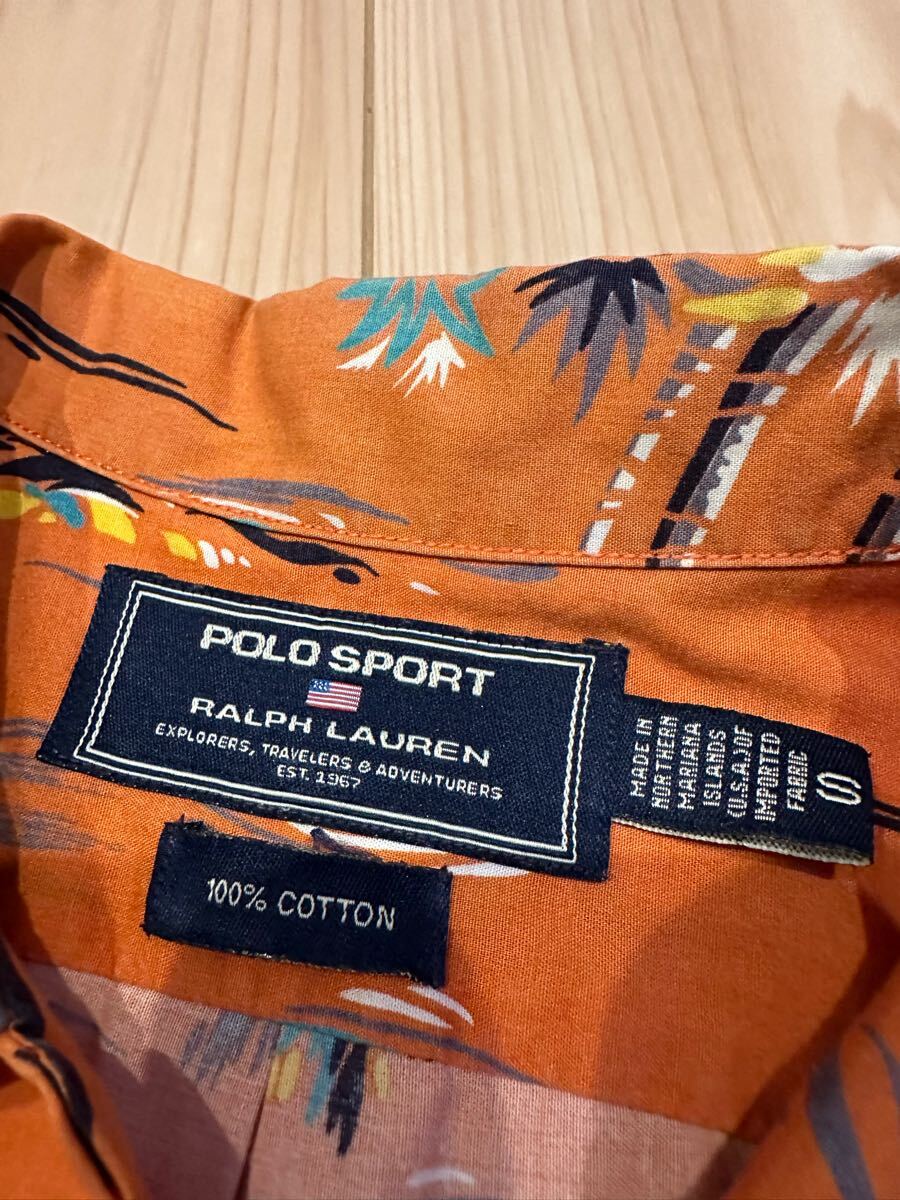 POLO SPORT
RALPH LAUREN
EXPLORERS, TRAVELERS & ADVENTURERS
EST. 1967
MADE IN
NORTHERN
MARIANA
ISLANDS
(U.S.A.)OF
IMPORTED
FABRIC
S
100% COTTON